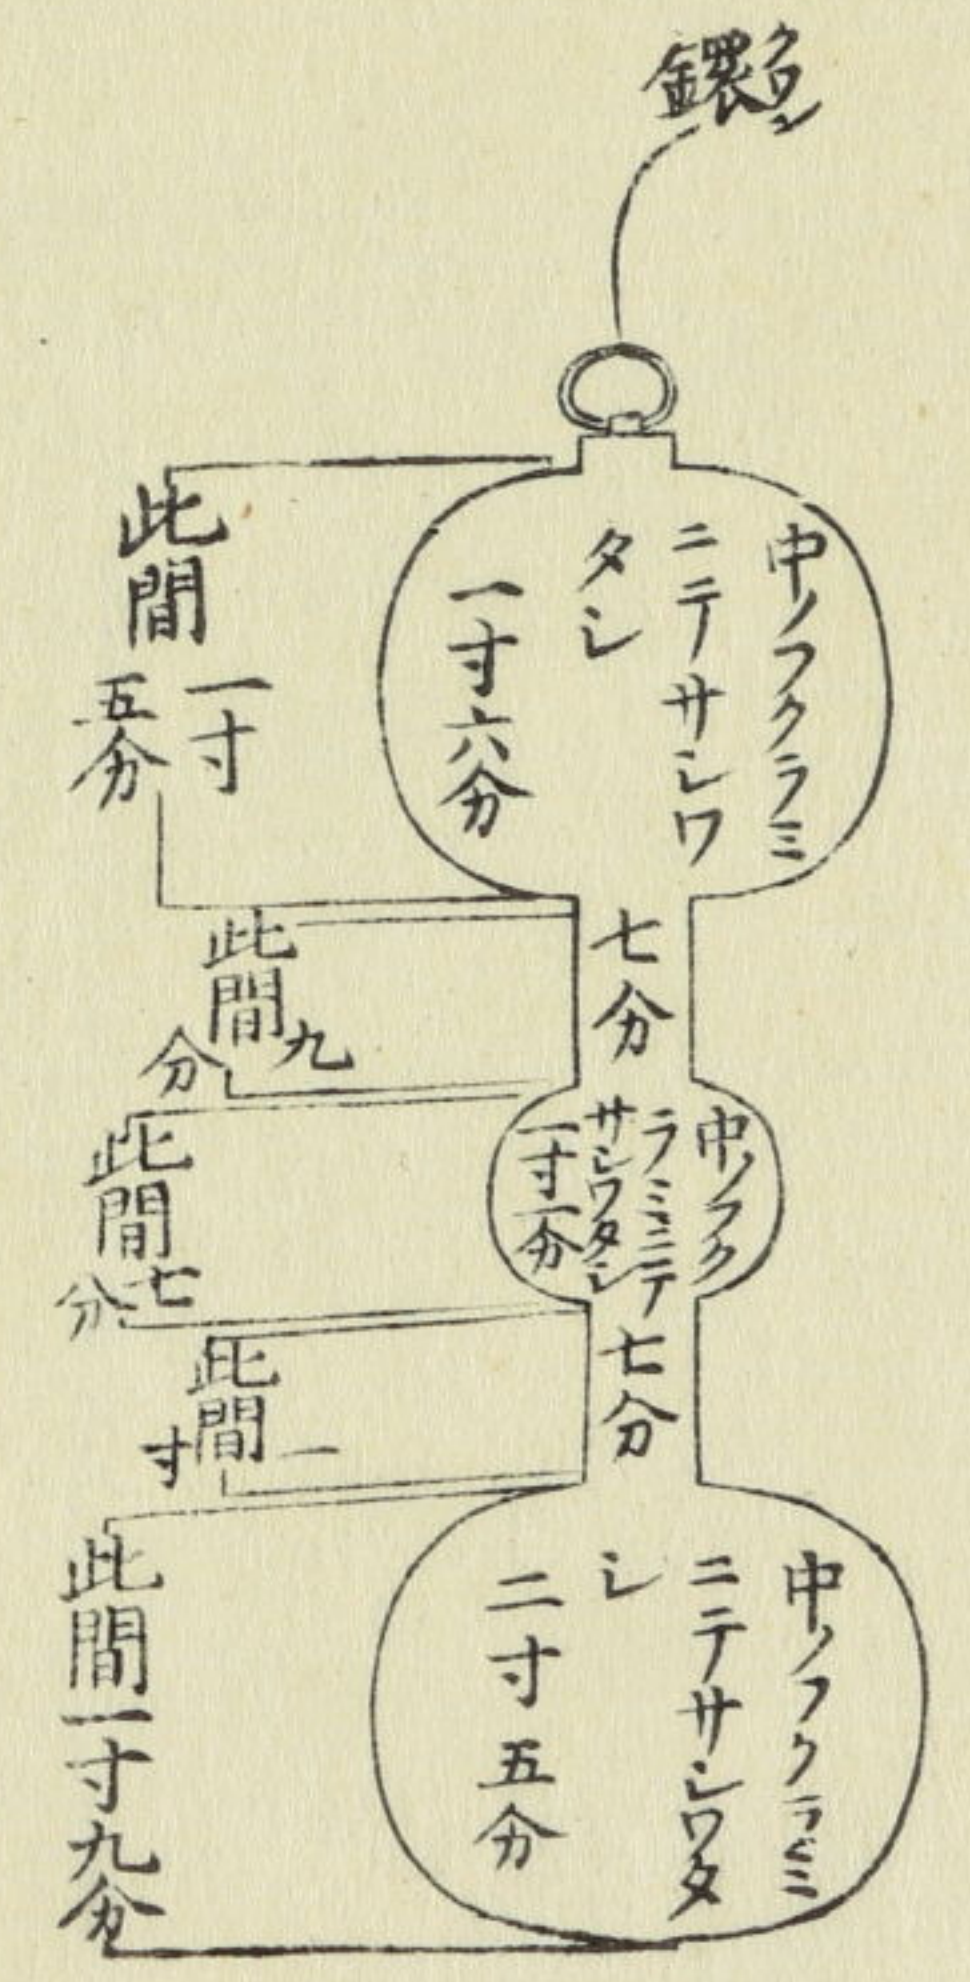 鐶クワン
中ノフクラミ
ニテサシワ
タシ
一寸六分
此間
一寸
五分
七分
此間九
分
中ノフク
ラミニテ
サシワタシ
一寸一分
此間七
分
七分
此間一
寸
中ノフクラミ
ニテサシワタ
シ
二寸五分
此間一寸九分